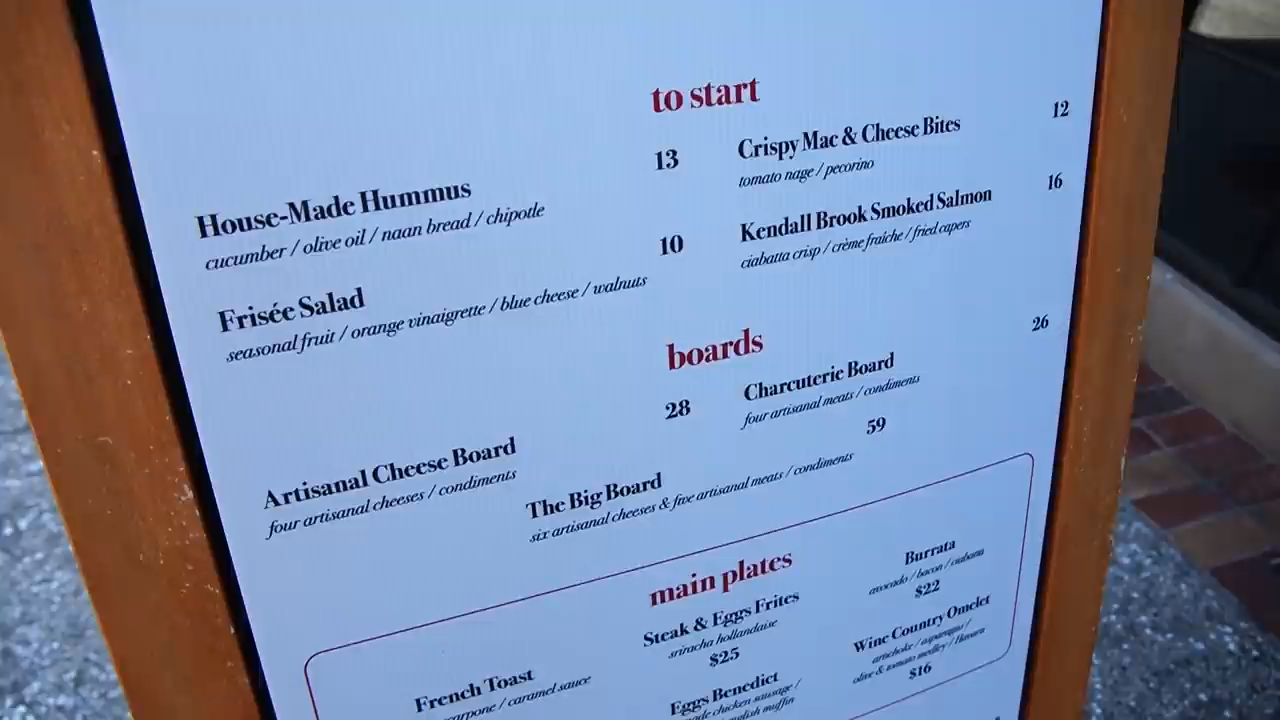 to start
House-Made Hummus 13
cucumber / olive oil / naan bread / chipotle
Frisée Salad 10
seasonal fruit / orange vinaigrette / blue cheese / walnuts
Crispy Mac & Cheese Bites 12
tomato nage / pecorino
Kendall Brook Smoked Salmon 16
ciabatta crisp / crème fraîche / fried capers
boards
Artisanal Cheese Board 28
four artisanal cheeses / condiments
Charcuterie Board 26
four artisanal meats / condiments
The Big Board 59
six artisanal cheeses & five artisanal meats / condiments
main plates
French Toast
carpone / caramel sauce
Steak & Eggs Frites
sriracha hollandaise
$25
Eggs Benedict
made chicken sausage /
english muffin
Burrata
avocado / bacon / ciabatta
$22
Wine Country Omelet
artichoke / asparagus /
olive & tomato medley / Havarti
$16